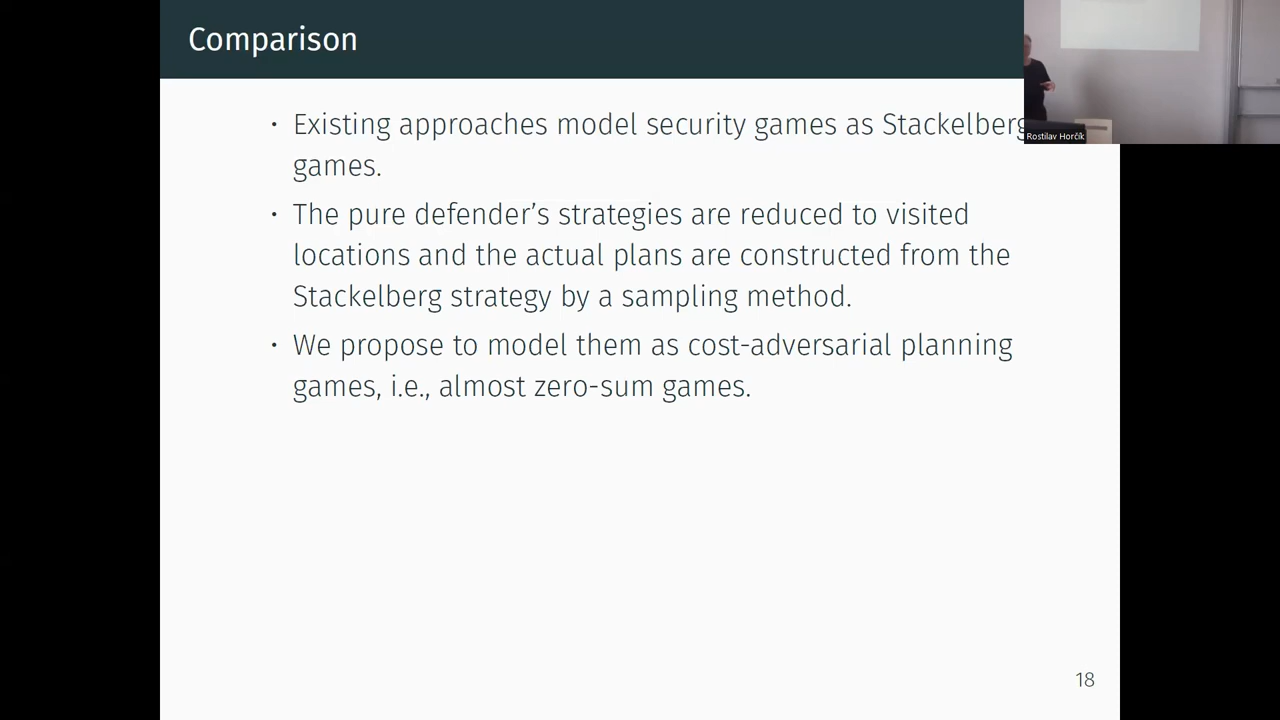 Comparison
• Existing approaches model security games as Stackelberg
games.
• The pure defender's strategies are reduced to visited
locations and the actual plans are constructed from the
Stackelberg strategy by a sampling method.
• We propose to model them as cost-adversarial planning
games, i.e., almost zero-sum games.
18
Rostilav Horčík